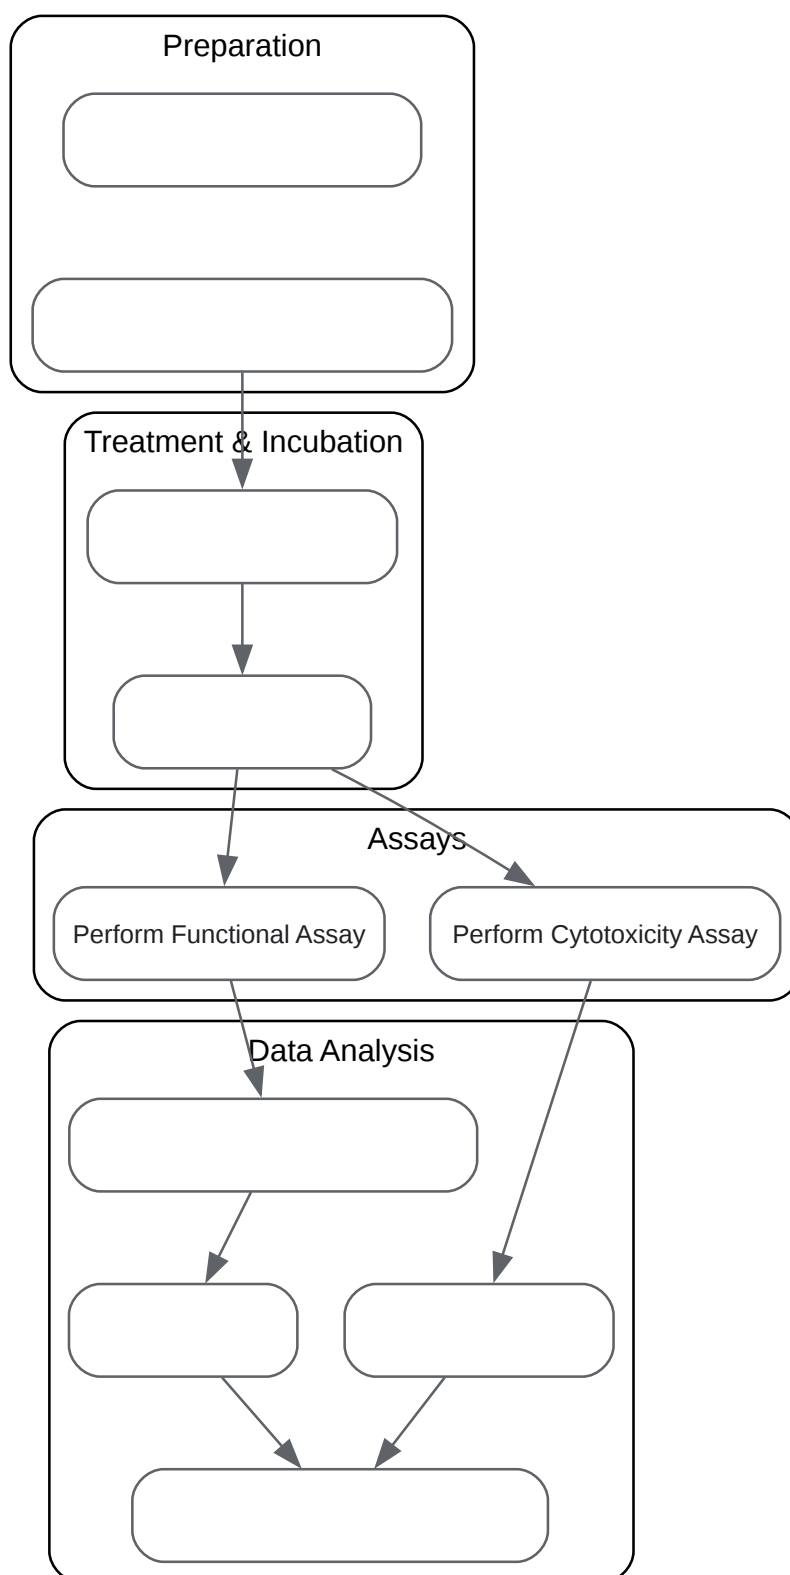 Preparation
Treatment & Incubation
Assays
Perform Functional Assay
Perform Cytotoxicity Assay
Data Analysis